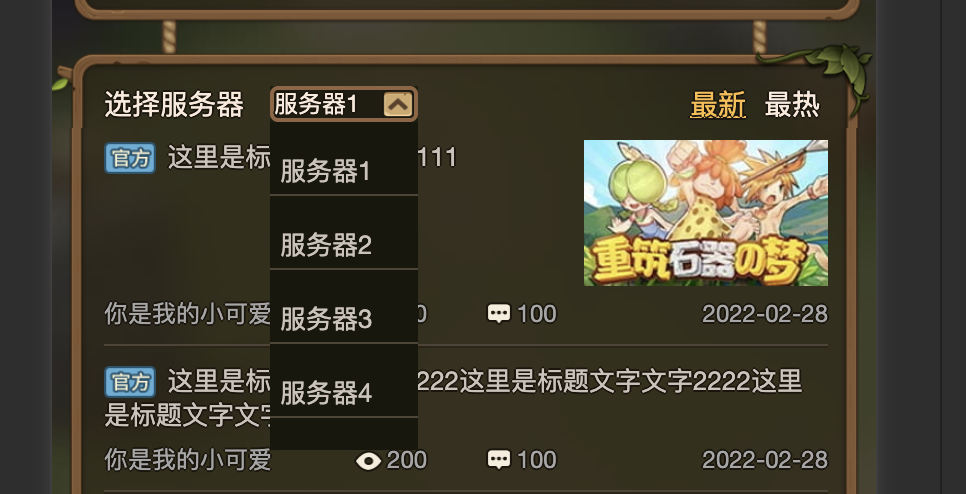 选择服务器 服务器1 最新 最热
官方 这里是标 111
服务器1
重筑石器の梦
服务器2
你是我的小可爱 0 100 2022-02-28
服务器3
官方 这里是标 222这里是标题文字文字2222这里
服务器4
是标题文字文
你是我的小可爱 200 100 2022-02-28